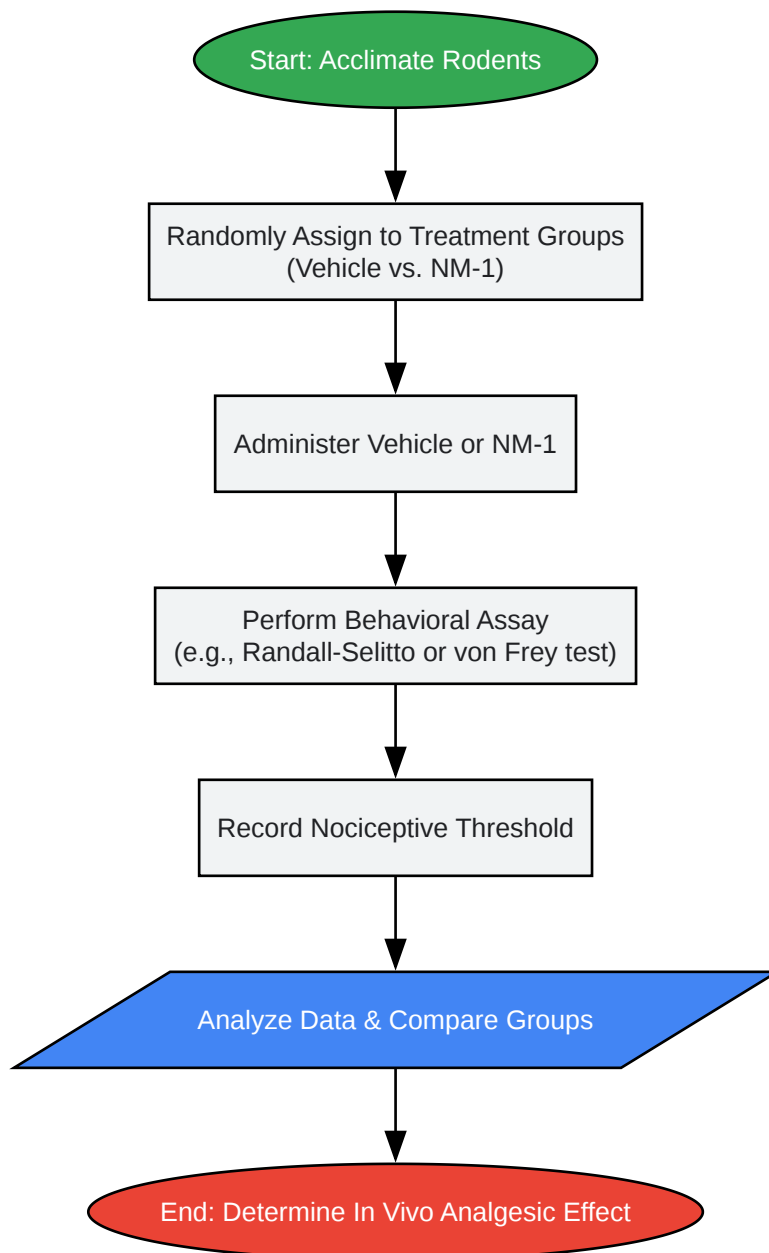 Start: Acclimate Rodents
Randomly Assign to Treatment Groups
(Vehicle vs. NM-1)
Administer Vehicle or NM-1
Perform Behavioral Assay
(e.g., Randall-Selitto or von Frey test)
Record Nociceptive Threshold
Analyze Data & Compare Groups
End: Determine In Vivo Analgesic Effect